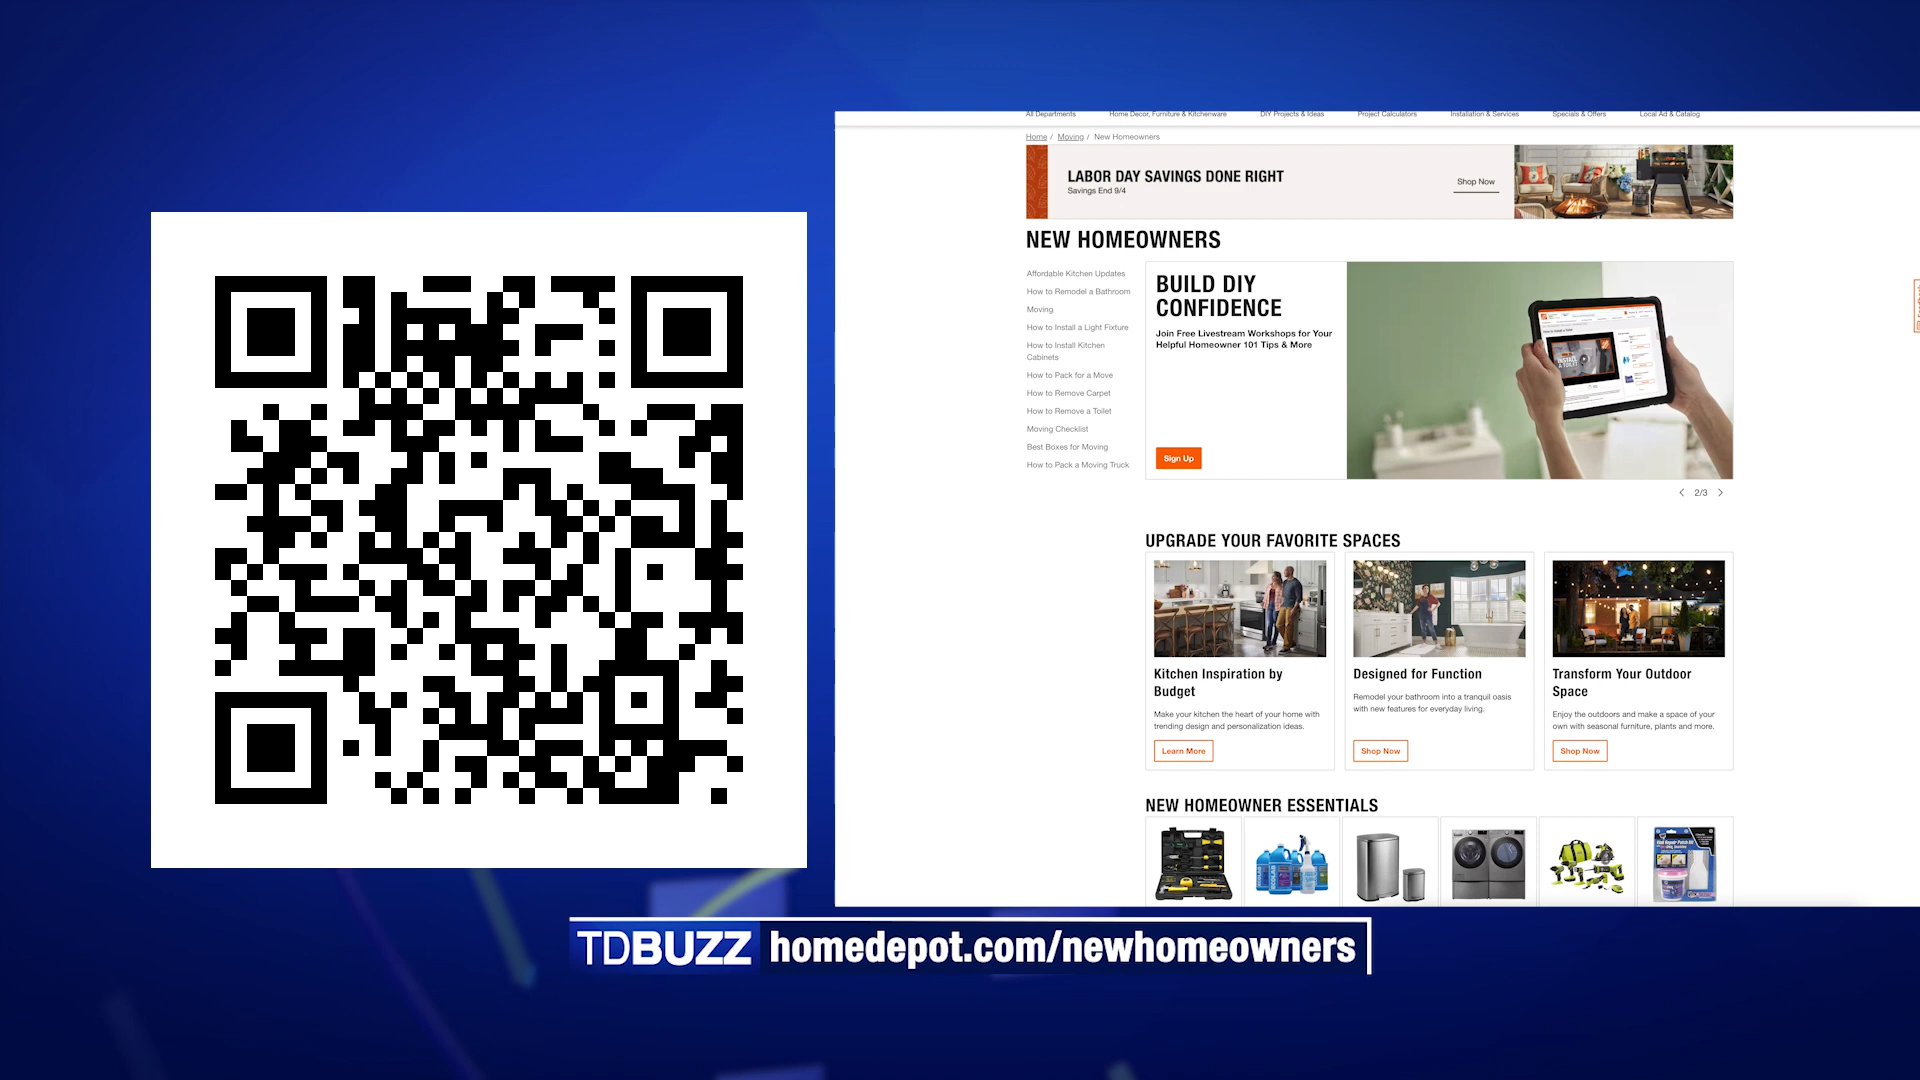 All Departments
Home Decor, Furniture & Kitchenware
DIY Projects & Ideas
Project Calculators
Installation & Services
Specials & Offers
Local Ad & Catalog
Home / Moving / New Homeowners
LABOR DAY SAVINGS DONE RIGHT
Savings End 9/4
Shop Now
NEW HOMEOWNERS
Affordable Kitchen Updates
How to Remodel a Bathroom
Moving
How to Install a Light Fixture
How to Install Kitchen
Cabinets
How to Pack for a Move
How to Remove Carpet
How to Remove a Toilet
Moving Checklist
Best Boxes for Moving
How to Pack a Moving Truck
BUILD DIY
CONFIDENCE
Join Free Livestream Workshops for Your
Helpful Homeowner 101 Tips & More
Sign Up
INSTALL
A TOILET
2/3
UPGRADE YOUR FAVORITE SPACES
Kitchen Inspiration by
Budget
Make your kitchen the heart of your home with
trending design and personalization ideas.
Learn More
Designed for Function
Remodel your bathroom into a tranquil oasis
with new features for everyday living.
Shop Now
Transform Your Outdoor
Space
Enjoy the outdoors and make a space of your
own with seasonal furniture, plants and more.
Shop Now
NEW HOMEOWNER ESSENTIALS
TDBUZZ homedepot.com/newhomeowners